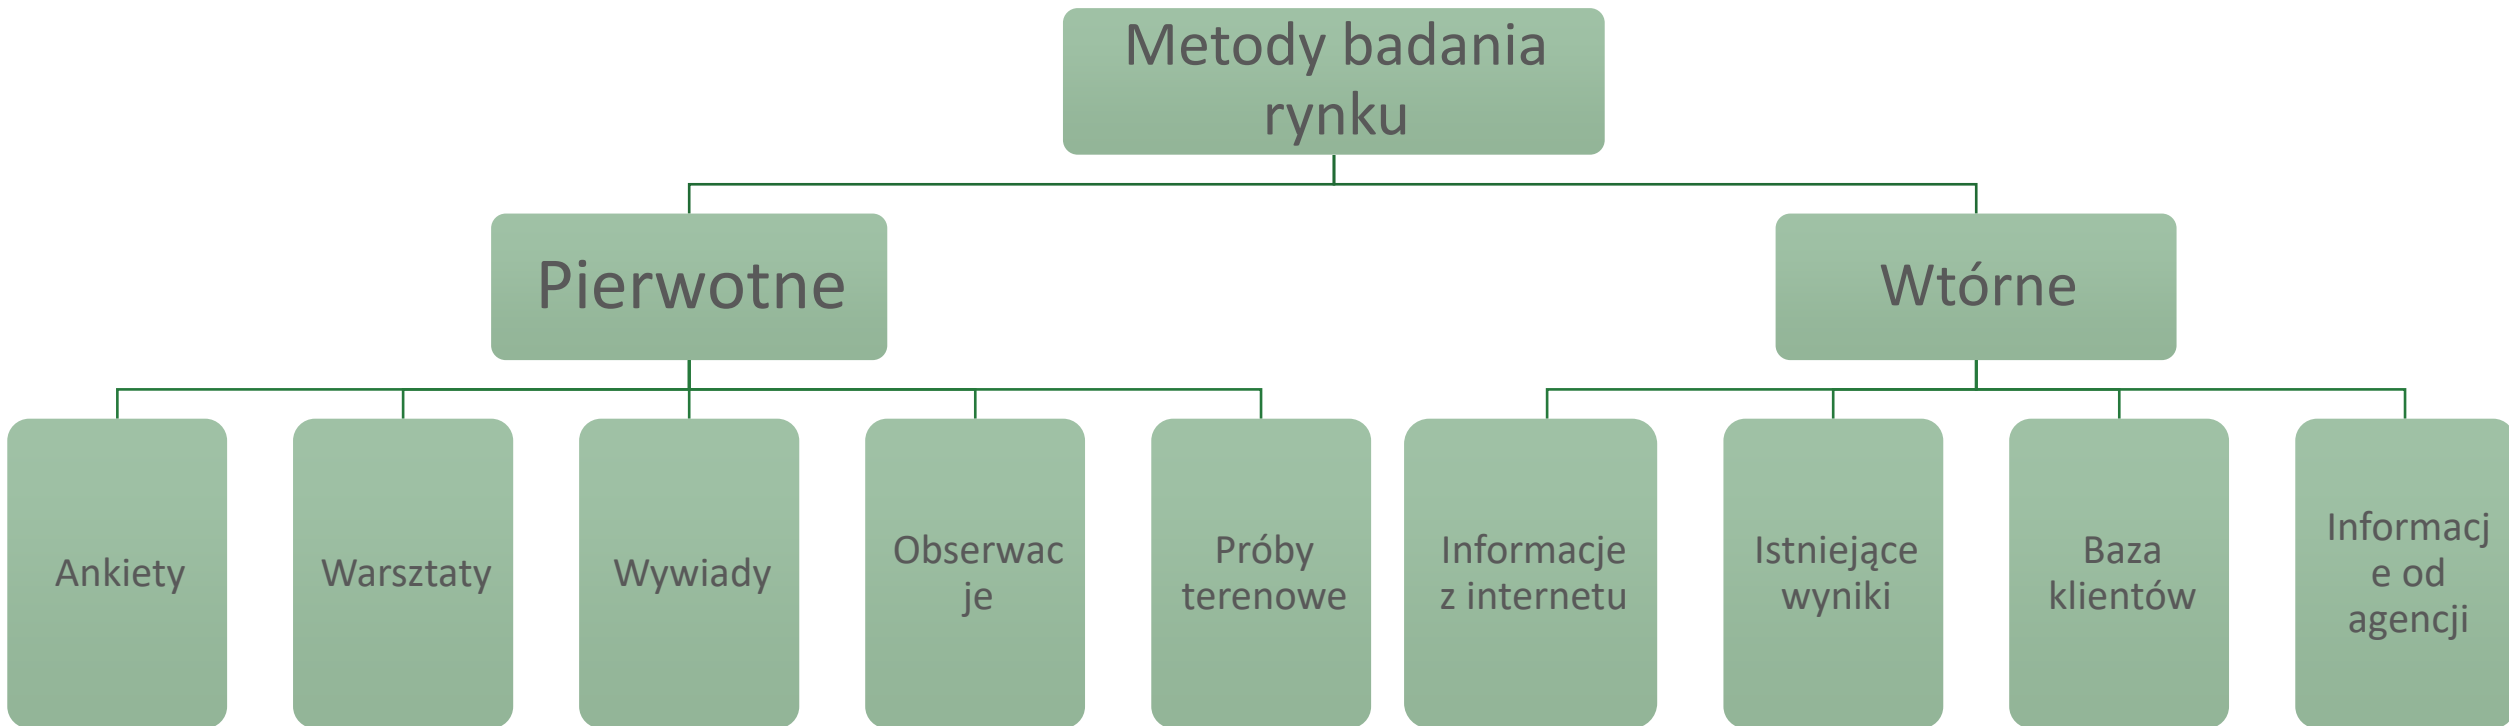 Metody badania
rynku
Pierwotne
Wtórne
Ankiety
Warsztaty
Wywiady
Obserwac
je
Próby
terenowe
Informacje
z internetu
Istniejące
wyniki
Baza
klientów
Informacj
e od
agencji